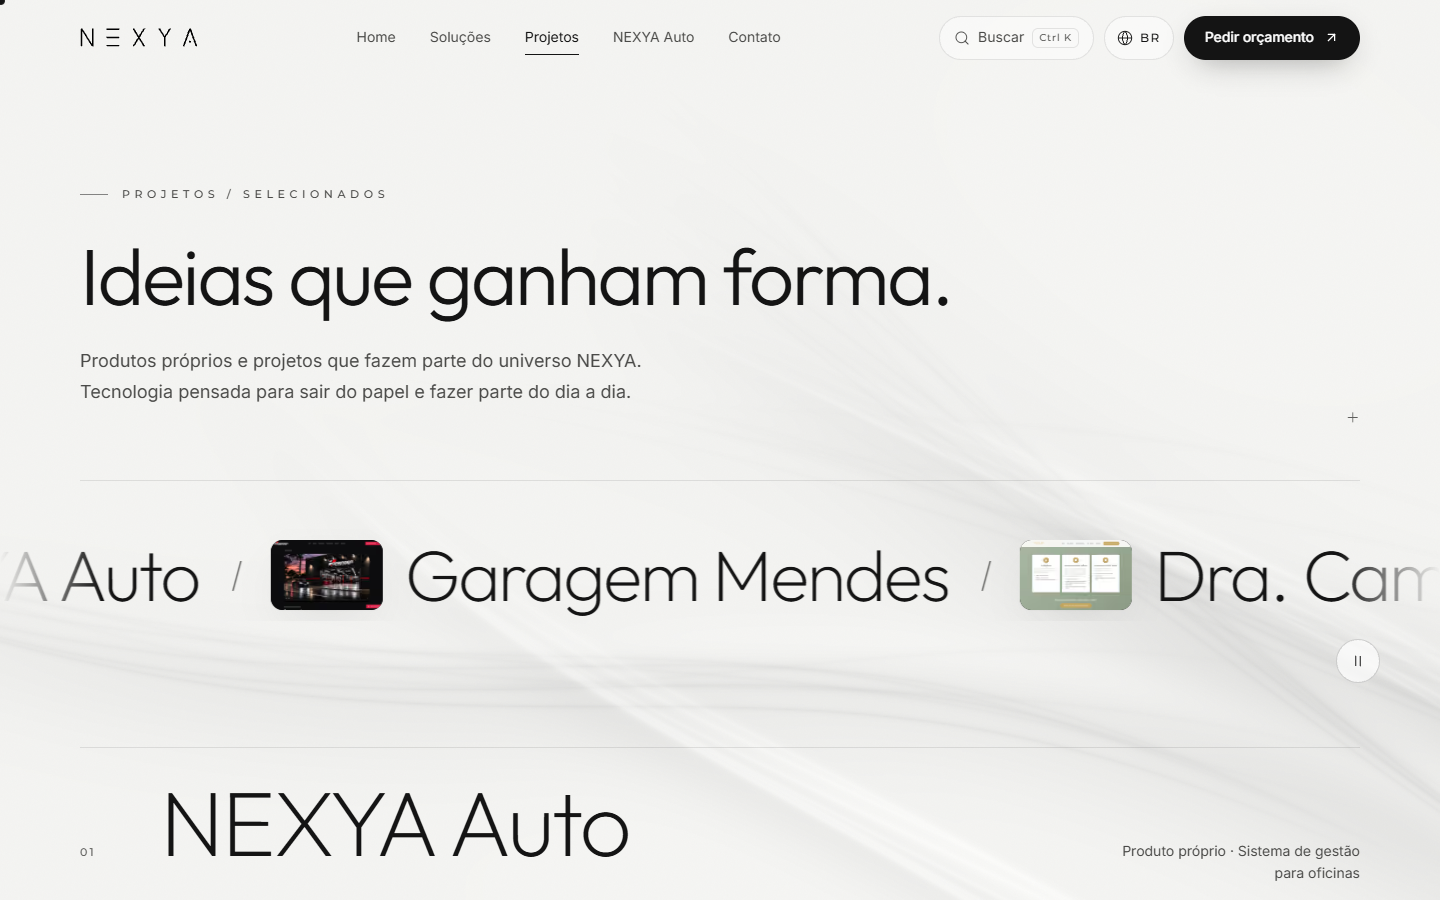 NEXYA
Home
Soluções
Projetos
NEXYA Auto
Contato
Buscar
Ctrl K
BR
Pedir orçamento
PROJETOS / SELECIONADOS
Ideias que ganham forma.
Produtos próprios e projetos que fazem parte do universo NEXYA.
Tecnologia pensada para sair do papel e fazer parte do dia a dia.
+
A Auto / Garagem Mendes / Dra. Cam
NEXYA Auto
01
Produto próprio · Sistema de gestão
para oficinas